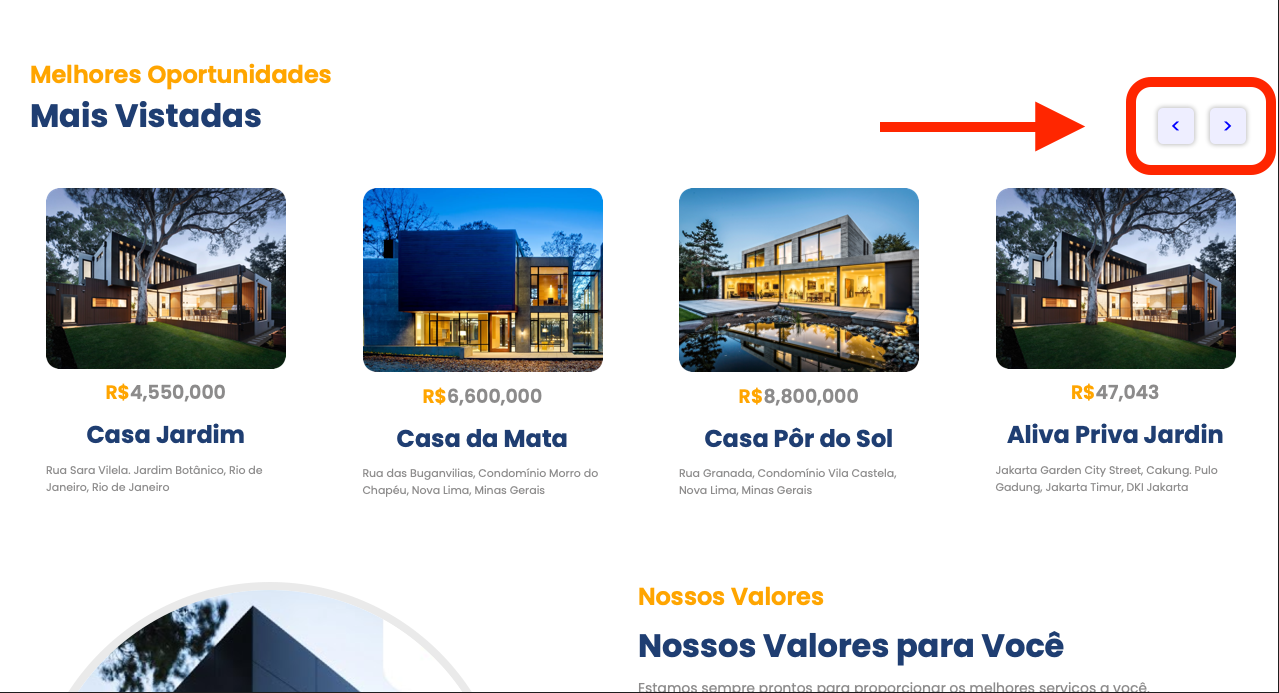 Melhores Oportunidades
Mais Vistadas
< >
R$4,550,000
Casa Jardim
Rua Sara Vilela. Jardim Botânico, Rio de
Janeiro, Rio de Janeiro
R$6,600,000
Casa da Mata
Rua das Buganvilias, Condomínio Morro do
Chapéu, Nova Lima, Minas Gerais
R$8,800,000
Casa Pôr do Sol
Rua Granada, Condomínio Vila Castela,
Nova Lima, Minas Gerais
R$47,043
Aliva Priva Jardin
Jakarta Garden City Street, Cakung. Pulo
Gadung, Jakarta Timur, DKI Jakarta
Nossos Valores
Nossos Valores para Você
Estamos sempre prontos para proporcionar os melhores serviços a você.